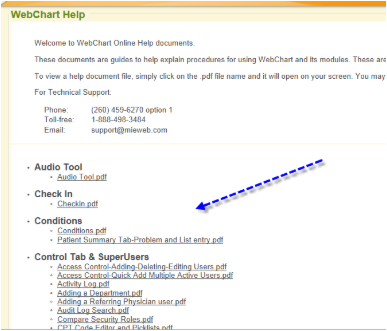 WebChart Help
Welcome to WebChart Online Help documents.
These documents are guides to help explain procedures for using WebChart and its modules. These are
To view a help document file, simply click on the .pdf file name and it will open on your screen. You may
For Technical Support:
Phone: (260) 459-6270 option 1
Toll-free: 1-888-498-3484
Email: support@mieweb.com
• Audio Tool
• Audio Tool.pdf
• Check In
• Checkin.pdf
• Conditions
• Conditions.pdf
• Patient Summary Tab-Problem and List entry.pdf
• Control Tab & SuperUsers
• Access Control-Adding-Deleting-Editing Users.pdf
• Access Control-Quick Add Multiple Active Users.pdf
• Activity Log.pdf
• Adding a Department.pdf
• Adding a Referring Physician user.pdf
• Audit Log Search.pdf
• Compare Security Roles.pdf
• CPT Code Editor and Picklists.pdf